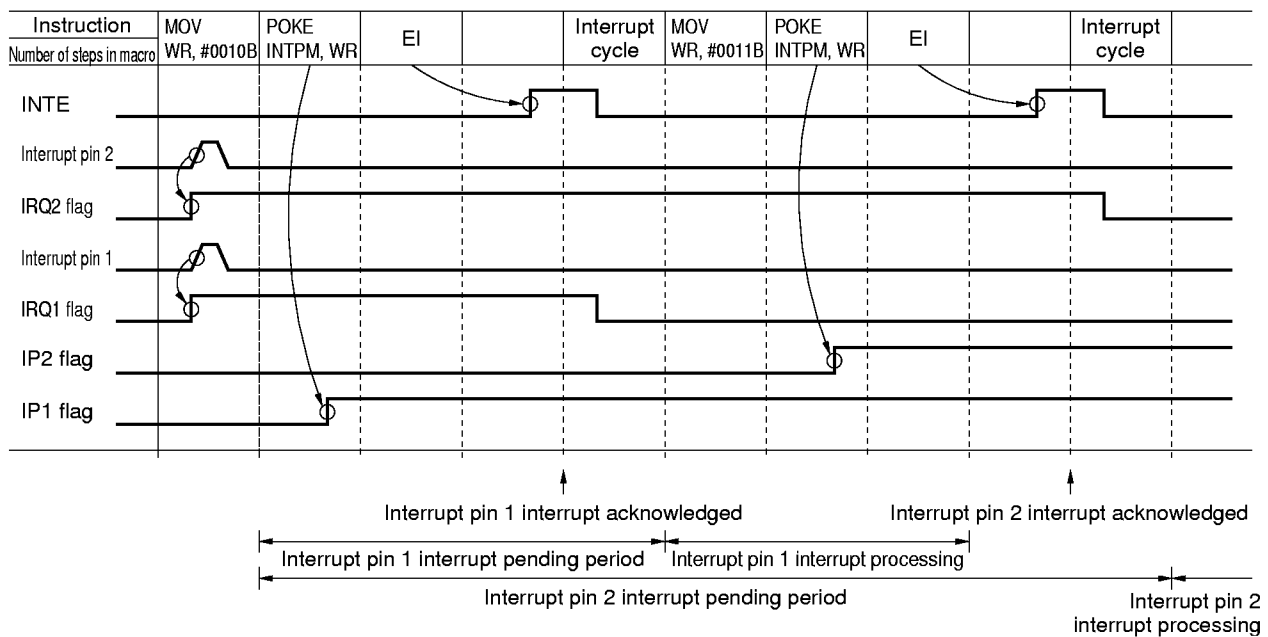 Instruction
Number of steps in macro
MOV
WR, #0010B
POKE
INTPM, WR
EI
Interrupt
cycle
MOV
WR, #0011B
POKE
INTPM, WR
EI
Interrupt
cycle
INTE
Interrupt pin 2
IRQ2 flag
Interrupt pin 1
IRQ1 flag
IP2 flag
IP1 flag
Interrupt pin 1 interrupt acknowledged
Interrupt pin 2 interrupt acknowledged
Interrupt pin 1 interrupt pending period
Interrupt pin 1 interrupt processing
Interrupt pin 2 interrupt pending period
Interrupt pin 2
interrupt processing